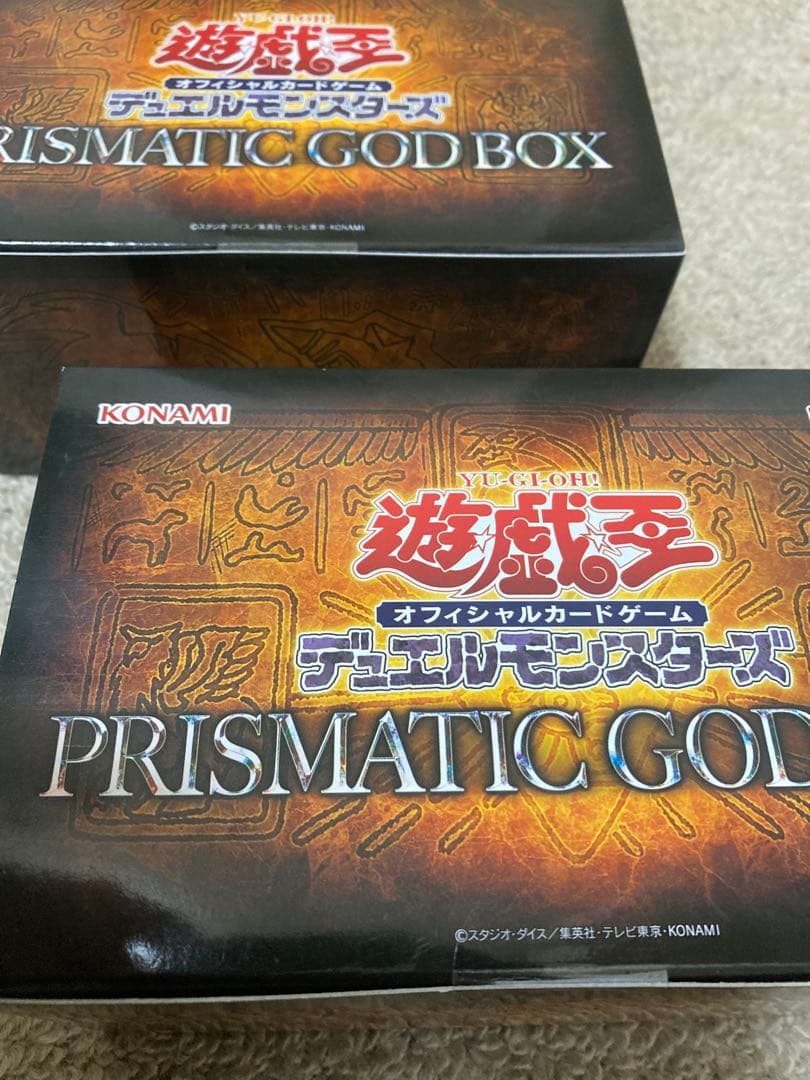 YU-GI-OH!
遊戯王
オフィシャルカードゲーム
デュエルモンスターズ
RISMATIC GOD BOX
©スタジオ・ダイス/集英社・テレビ東京・KONAMI
KONAMI
YU-GI-OH!
遊戯王
オフィシャルカードゲーム
デュエルモンスターズ
PRISMATIC GOD
©スタジオ・ダイス/集英社・テレビ東京・KONAMI